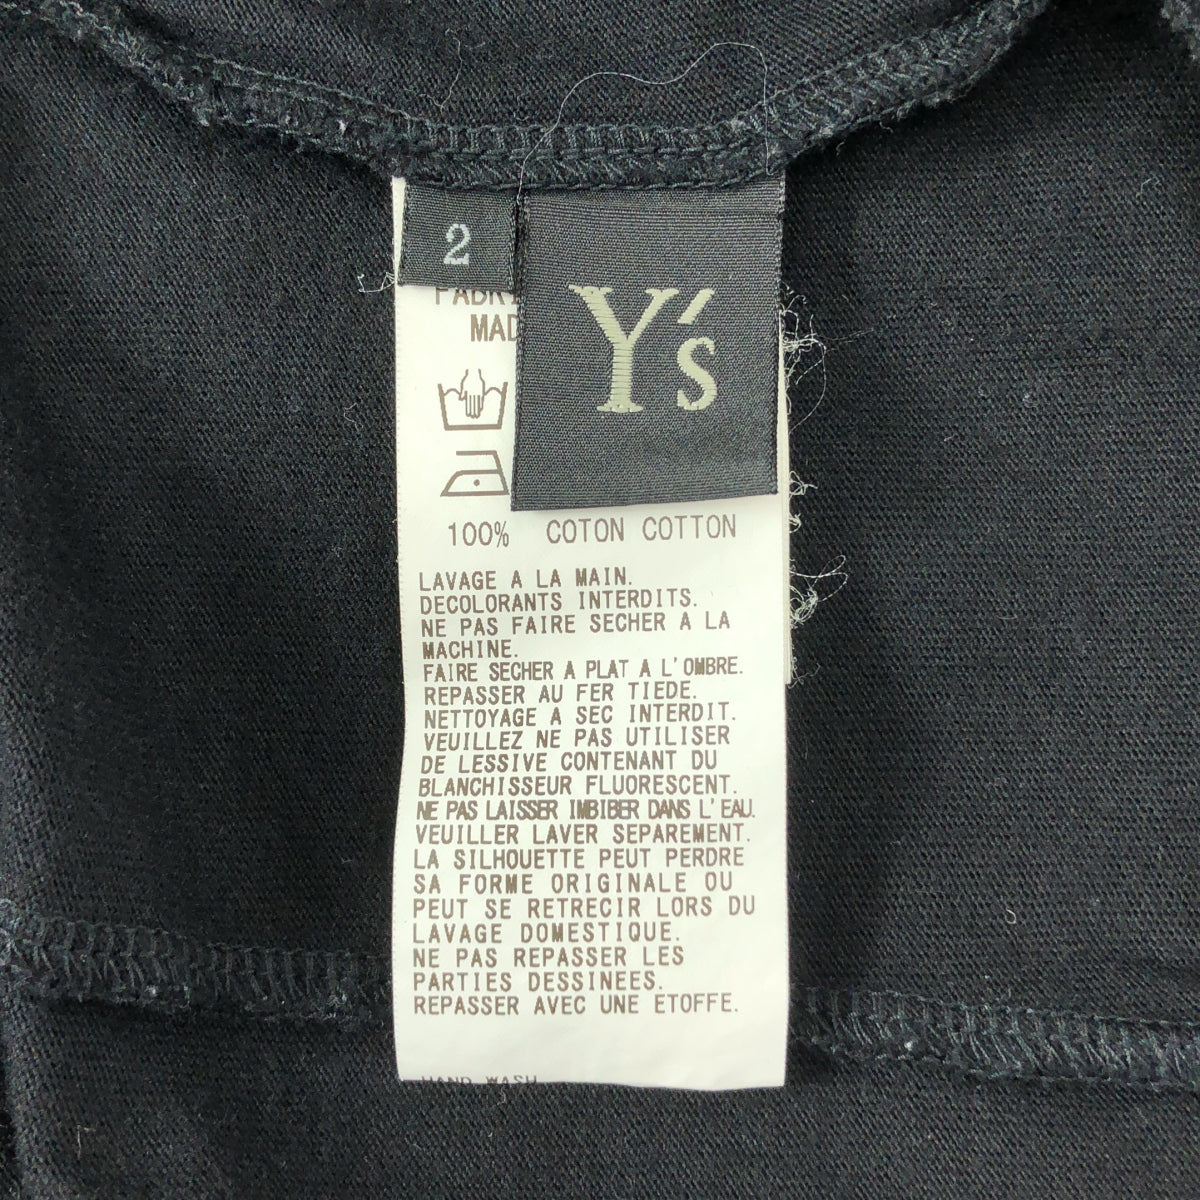 2
Y's
MAD
100% COTON COTTON
LAVAGE A LA MAIN.
DECOLORANTS INTERDITS.
NE PAS FAIRE SECHER A LA
MACHINE.
FAIRE SECHER A PLAT A L'OMBRE.
REPASSER AU FER TIEDE.
NETTOYAGE A SEC INTERDIT.
VEUILLEZ NE PAS UTILISER
DE LESSIVE CONTENANT DU
BLANCHISSEUR FLUORESCENT.
NE PAS LAISSER IMBIBER DANS L'EAU.
VEUILLER LAVER SEPAREMENT.
LA SILHOUETTE PEUT PERDRE
SA FORME ORIGINALE OU
PEUT SE RETRECIR LORS DU
LAVAGE DOMESTIQUE.
NE PAS REPASSER LES
PARTIES DESSINEES.
REPASSER AVEC UNE ETOFFE.
HAND WASH